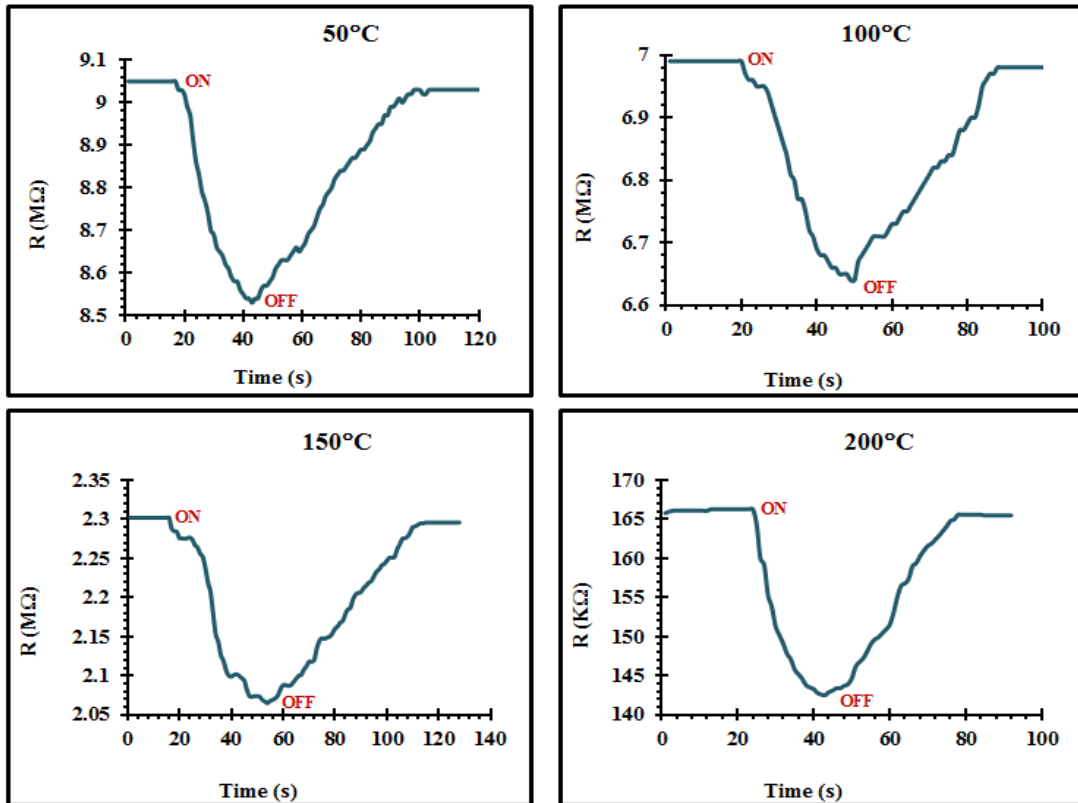 50°C
9.1
9
8.9
8.8
8.7
8.6
8.5
R (MΩ)
ON
OFF
0 20 40 60 80 100 120
Time (s)
100°C
7
6.9
6.8
6.7
6.6
R (MΩ)
ON
OFF
0 20 40 60 80 100
Time (s)
150°C
2.35
2.3
2.25
2.2
2.15
2.1
2.05
R (MΩ)
ON
OFF
0 20 40 60 80 100 120 140
Time (s)
200°C
170
165
160
155
150
145
140
R (KΩ)
ON
OFF
0 20 40 60 80 100
Time (s)